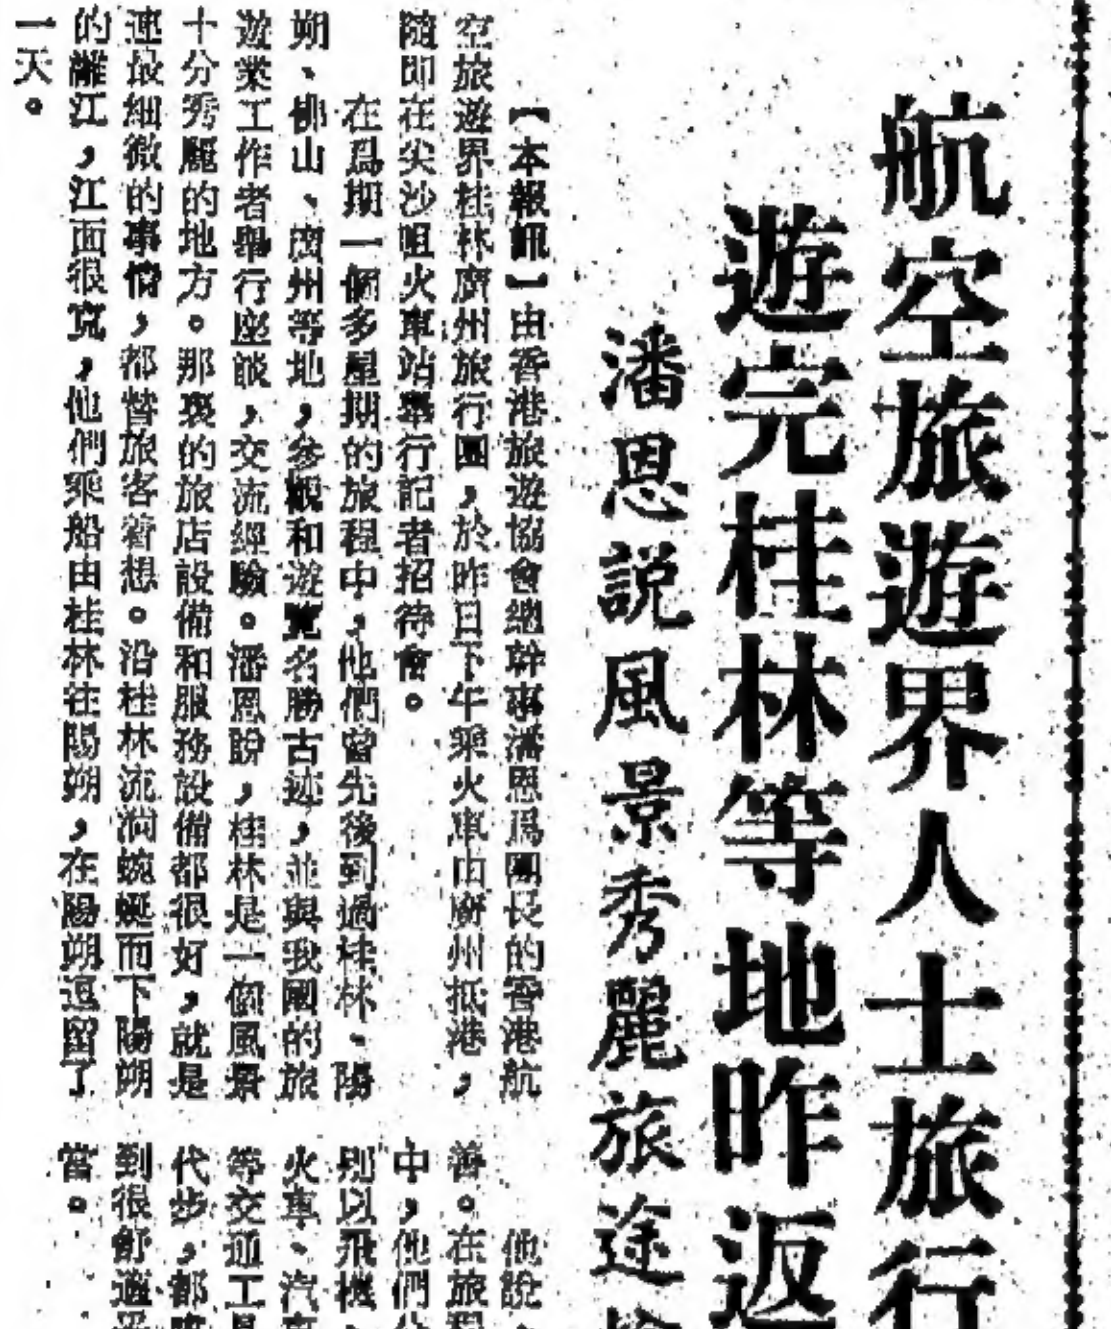 航空旅遊界人士旅行
遊完桂林等地昨返
潘恩説風景秀麗旅途
【本報訊】由香港旅遊協會總幹事潘恩爲團長的香港航
空旅遊界桂林廣州旅行團，於昨日下午乘火車由廣州抵港，
隨即在尖沙咀火車站舉行記者招待會。
在爲期一個多星期的旅程中，他們曾先後到過桂林、陽
朔、佛山、廣州等地，參觀和遊覽名勝古迹，並與我國的旅
遊業工作者舉行座談，交流經驗。潘恩說，桂林是一個風景
十分秀麗的地方。那裏的旅店設備和服務設備都很好，就是
連最細微的事情，都替旅客着想。沿桂林流淌蜿蜒而下陽朔
的灕江，江面很寬，他們乘船由桂林往陽朔，在陽朔逗留了
一天。
他說，
善。在旅程
中，他們分
別以飛機、
火車、汽車
等交通工具
代步，都
到很舒適
當。